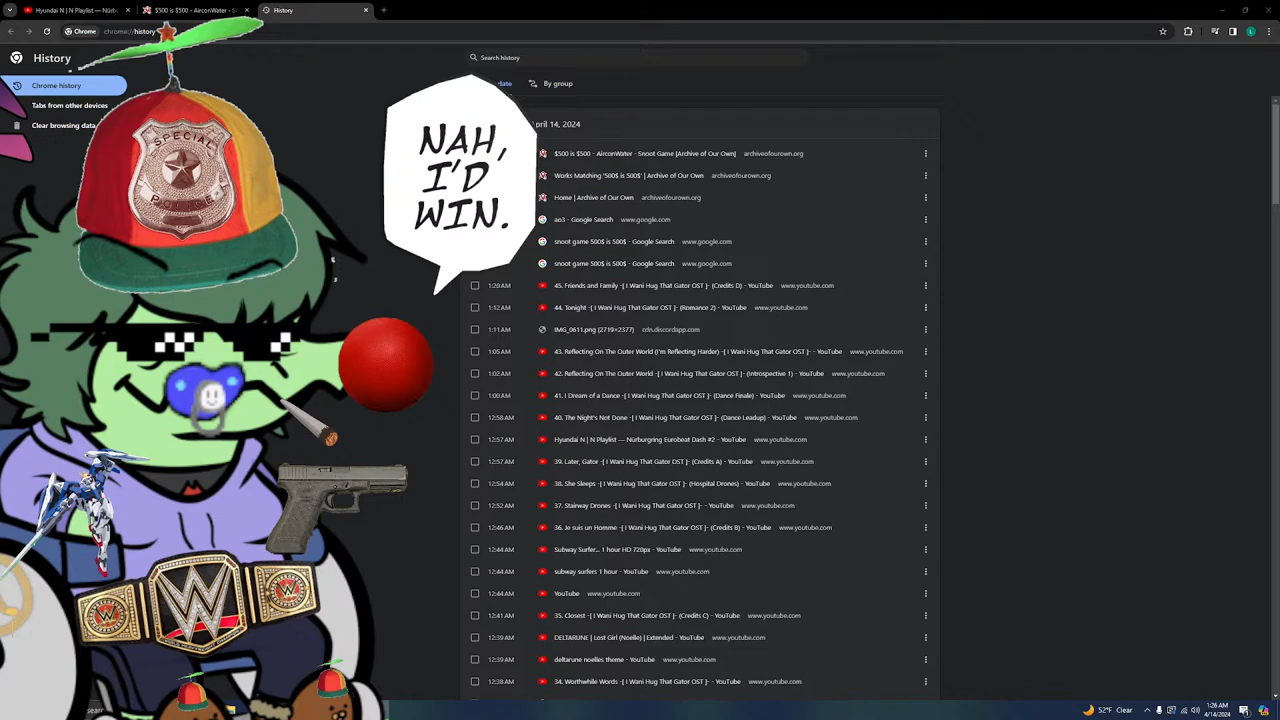 Hyundai N | N Playlist — Nürbu
$500 is $500 - AirconWater - S
History
Chrome
chrome://history
History
Search history
Chrome history
date
By group
Tabs from other devices
Clear browsing data
SPECIAL
POLICE
NAH,
I'D
WIN.
pril 14, 2024
$500 is $500 - AirconWater - Snoot Game [Archive of Our Own] archiveofourown.org
Works Matching '500$ is 500$' | Archive of Our Own archiveofourown.org
Home | Archive of Our Own archiveofourown.org
ao3 - Google Search www.google.com
snoot game 500$ is 500$ - Google Search www.google.com
snoot game 500$ is 500$ - Google Search www.google.com
1:20 AM 45. Friends and Family -[ I Wani Hug That Gator OST ]- (Credits D) - YouTube www.youtube.com
1:12 AM 44. Tonight -[ I Wani Hug That Gator OST ]- (Romance 2) - YouTube www.youtube.com
1:11 AM IMG_0611.png (2719×2377) cdn.discordapp.com
1:05 AM 43. Reflecting On The Outer World (I'm Reflecting Harder) -[ I Wani Hug That Gator OST ]- - YouTube www.youtube.com
1:02 AM 42. Reflecting On The Outer World -[ I Wani Hug That Gator OST ]- (Introspective 1) - YouTube www.youtube.com
1:00 AM 41. I Dream of a Dance -[ I Wani Hug That Gator OST ]- (Dance Finale) - YouTube www.youtube.com
12:58 AM 40. The Night's Not Done -[ I Wani Hug That Gator OST ]- (Dance Leadup) - YouTube www.youtube.com
12:57 AM Hyundai N | N Playlist — Nürburgring Eurobeat Dash #2 - YouTube www.youtube.com
12:57 AM 39. Later, Gator -[ I Wani Hug That Gator OST ]- (Credits A) - YouTube www.youtube.com
12:54 AM 38. She Sleeps -[ I Wani Hug That Gator OST ]- (Hospital Drones) - YouTube www.youtube.com
12:52 AM 37. Stairway Drones -[ I Wani Hug That Gator OST ]- - YouTube www.youtube.com
12:46 AM 36. Je suis un Homme -[ I Wani Hug That Gator OST ]- (Credits B) - YouTube www.youtube.com
12:44 AM Subway Surfer... 1 hour HD 720px - YouTube www.youtube.com
12:44 AM subway surfers 1 hour - YouTube www.youtube.com
12:44 AM YouTube www.youtube.com
12:41 AM 35. Closest -[ I Wani Hug That Gator OST ]- (Credits C) - YouTube www.youtube.com
12:39 AM DELTARUNE | Lost Girl (Noelle) | Extended - YouTube www.youtube.com
12:39 AM deltarune noelles theme - YouTube www.youtube.com
12:38 AM 34. Worthwhile Words -[ I Wani Hug That Gator OST ]- - YouTube www.youtube.com
sear
52°F Clear
1:26 AM
4/14/2024